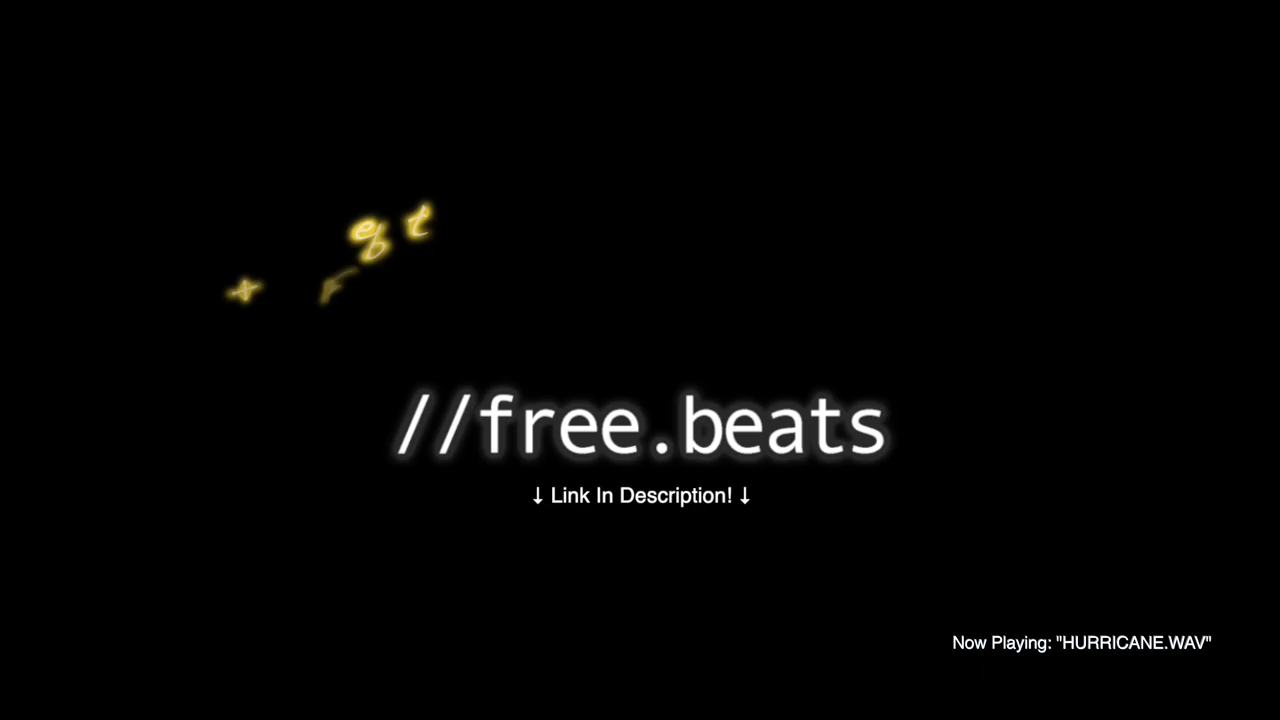 //free.beats
↓ Link In Description! ↓
Now Playing: "HURRICANE.WAV"